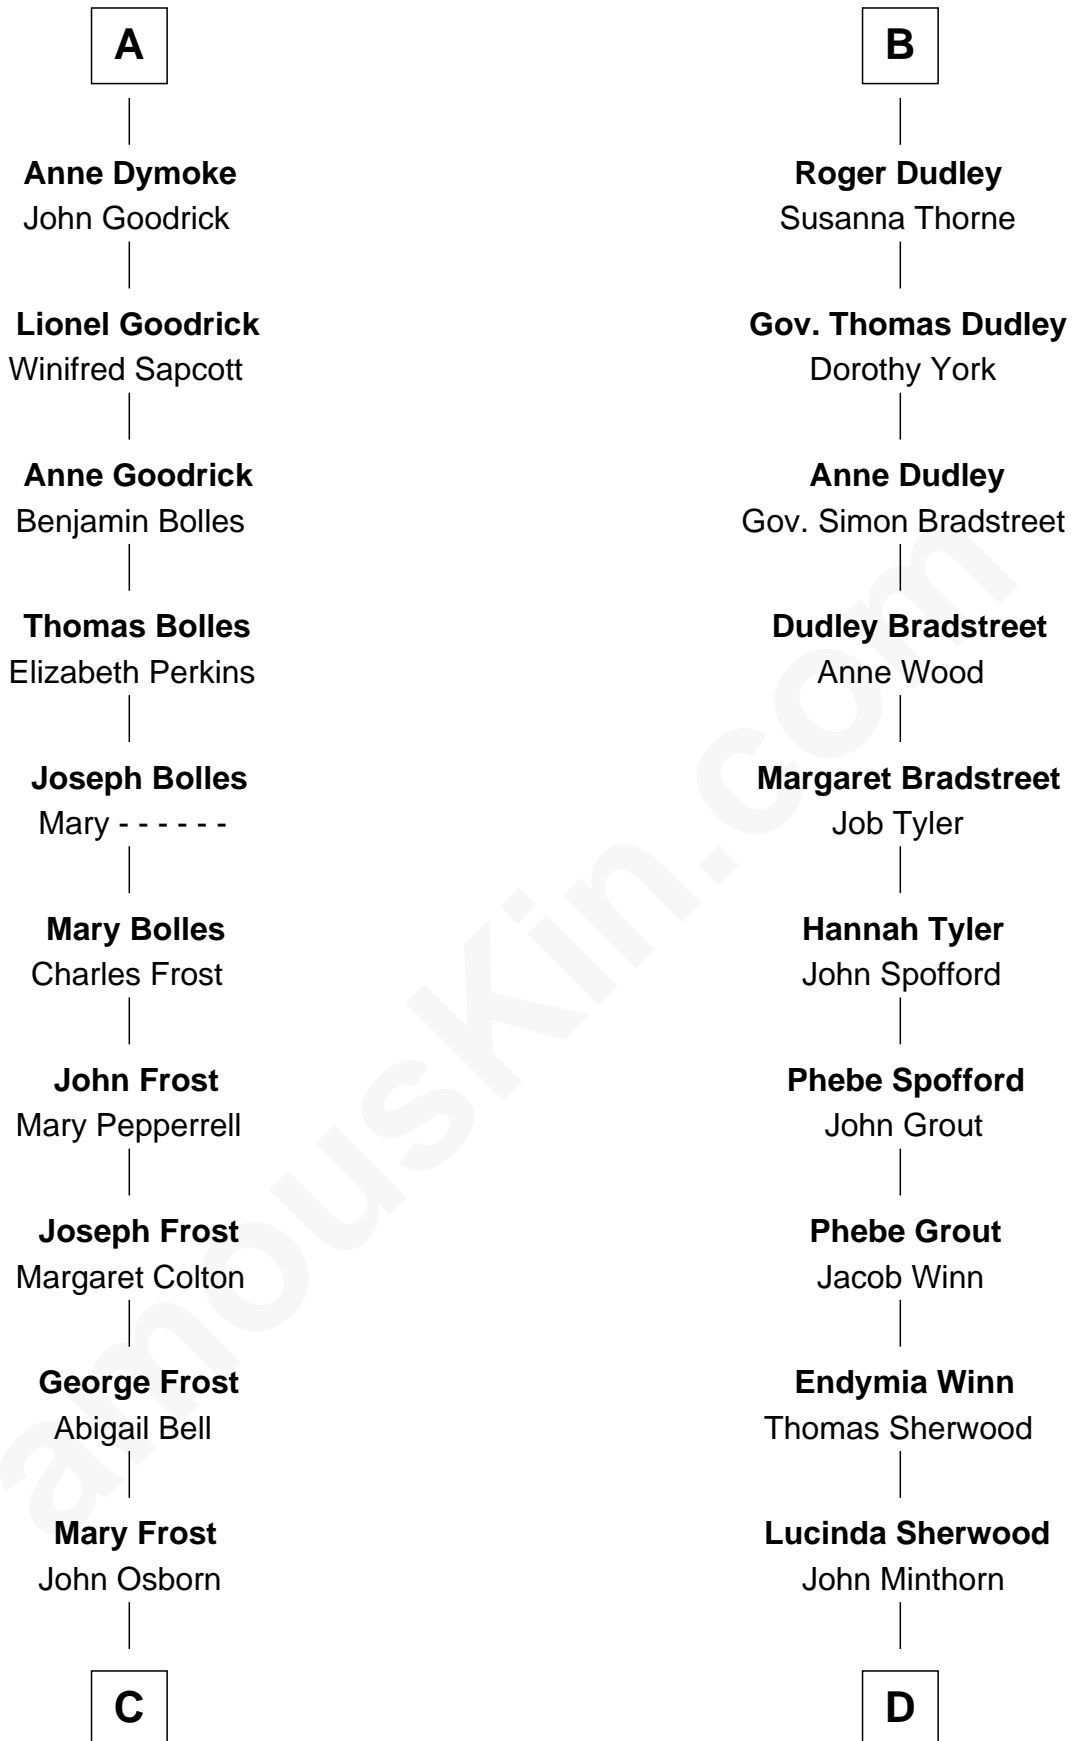 A
Anne Dymoke
John Goodrick
Lionel Goodrick
Winifred Sapcott
Anne Goodrick
Benjamin Bolles
Thomas Bolles
Elizabeth Perkins
Joseph Bolles
Mary - - - - - -
Mary Bolles
Charles Frost
John Frost
Mary Pepperrell
Joseph Frost
Margaret Colton
George Frost
Abigail Bell
Mary Frost
John Osborn
C
B
Roger Dudley
Susanna Thorne
Gov. Thomas Dudley
Dorothy York
Anne Dudley
Gov. Simon Bradstreet
Dudley Bradstreet
Anne Wood
Margaret Bradstreet
Job Tyler
Hannah Tyler
John Spofford
Phebe Spofford
John Grout
Phebe Grout
Jacob Winn
Endymia Winn
Thomas Sherwood
Lucinda Sherwood
John Minthorn
D
amouskin.com